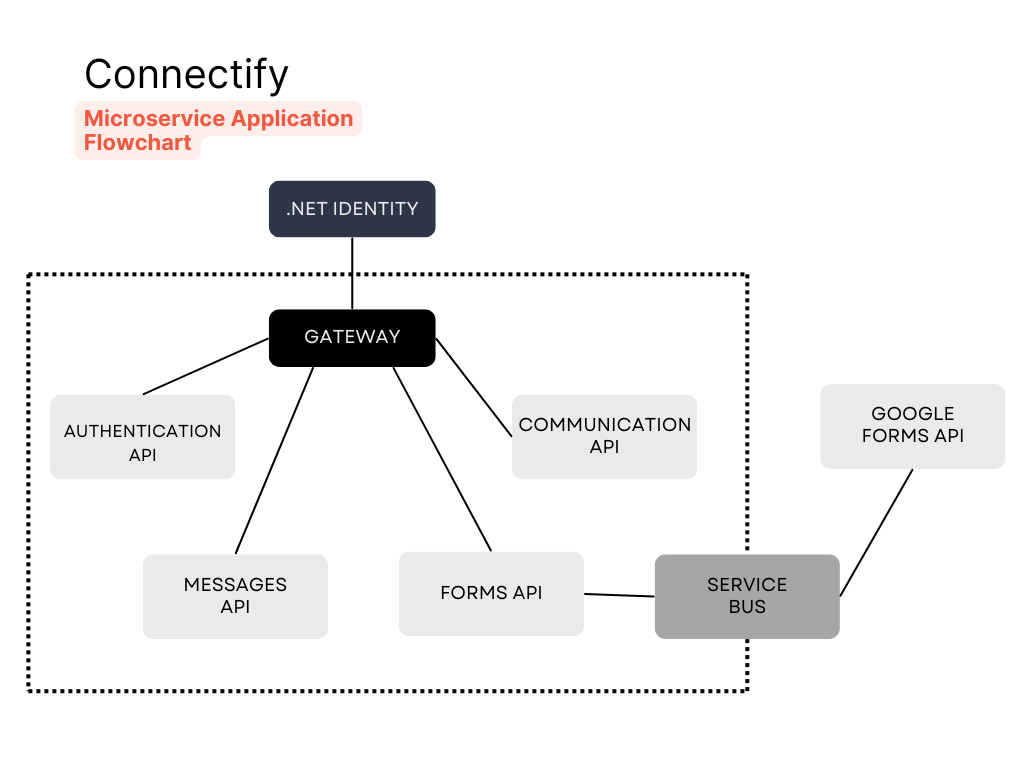 Connectify
Microservice Application
Flowchart
.NET IDENTITY
GATEWAY
AUTHENTICATION
API
COMMUNICATION
API
GOOGLE
FORMS API
MESSAGES
API
FORMS API
SERVICE
BUS